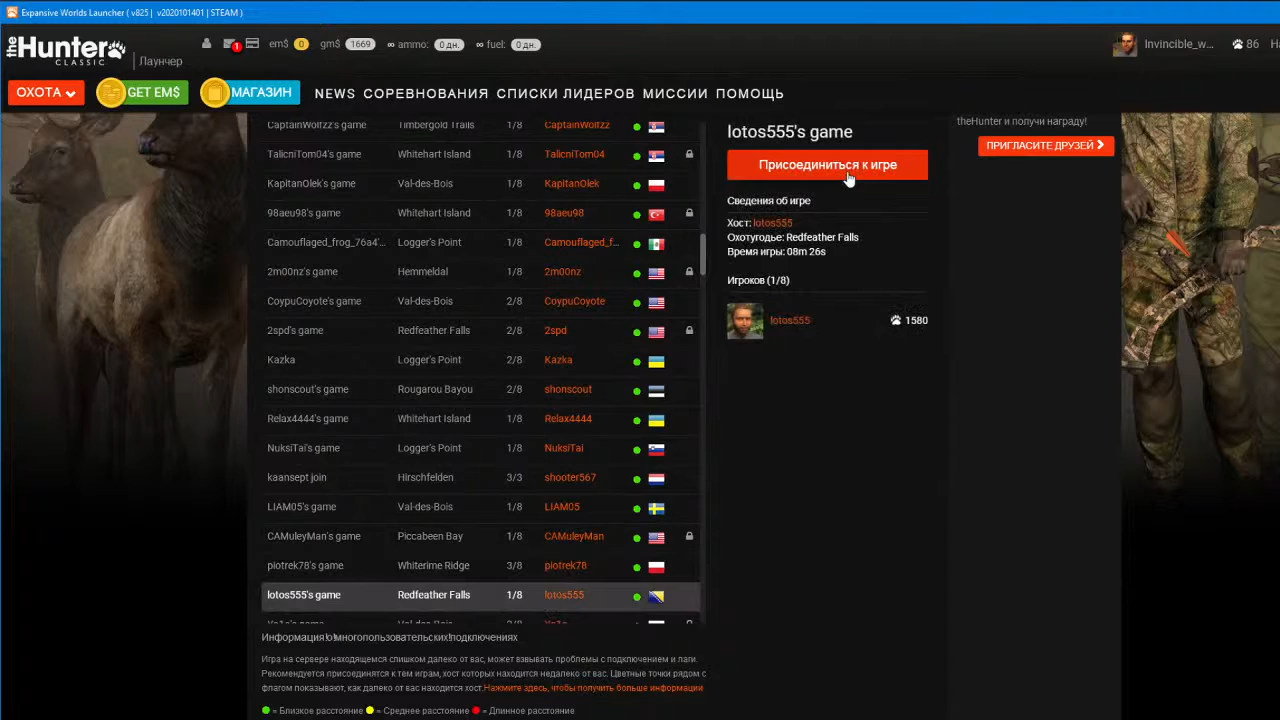 Expansive Worlds Launcher ( v825 | v2020101401 | STEAM )
theHunter CLASSIC
Лаунчер
1 em$ 0 gm$ 1669 ∞ ammo: 0 дн. ∞ fuel: 0 дн.
Invincible_w... 86
ОХОТА GET EM$ МАГАЗИН NEWS СОРЕВНОВАНИЯ СПИСКИ ЛИДЕРОВ МИССИИ ПОМОЩЬ
CaptainWolfzz's game Timbergold Trails 1/8 CaptainWolfzz
TalicniTom04's game Whitehart Island 1/8 TalicniTom04
KapitanOlek's game Val-des-Bois 1/8 KapitanOlek
98aeu98's game Whitehart Island 1/8 98aeu98
Camouflaged_frog_76a4'... Logger's Point 1/8 Camouflaged_f...
2m00nz's game Hemmeldal 1/8 2m00nz
CoypuCoyote's game Val-des-Bois 2/8 CoypuCoyote
2spd's game Redfeather Falls 2/8 2spd
Kazka Logger's Point 2/8 Kazka
shonscout's game Rougarou Bayou 2/8 shonscout
Relax4444's game Whitehart Island 1/8 Relax4444
NuksiTai's game Logger's Point 1/8 NuksiTai
kaansept join Hirschfelden 3/3 shooter567
LIAM05's game Val-des-Bois 1/8 LIAM05
CAMuleyMan's game Piccabeen Bay 1/8 CAMuleyMan
piotrek78's game Whiterime Ridge 3/8 piotrek78
lotos555's game Redfeather Falls 1/8 lotos555
Информация!о!многопользовательских!подключениях
Игра на сервере находящемся слишком далеко от вас, может взвывать проблемы с подключением и лаги.
Рекомендуется присоединятся к тем играм, хост которых находится недалеко от вас. Цветные точки рядом с
флагом показывают, как далеко от вас находится хост.Нажмите здесь, чтобы получить больше информации
= Близкое расстояние = Среднее расстояние = Длинное расстояние
lotos555's game
Присоединиться к игре
Сведения об игре
Хост: lotos555
Охотугодье: Redfeather Falls
Время игры: 08m 26s
Игроков (1/8)
lotos555 1580
theHunter и получи награду!
ПРИГЛАСИТЕ ДРУЗЕЙ